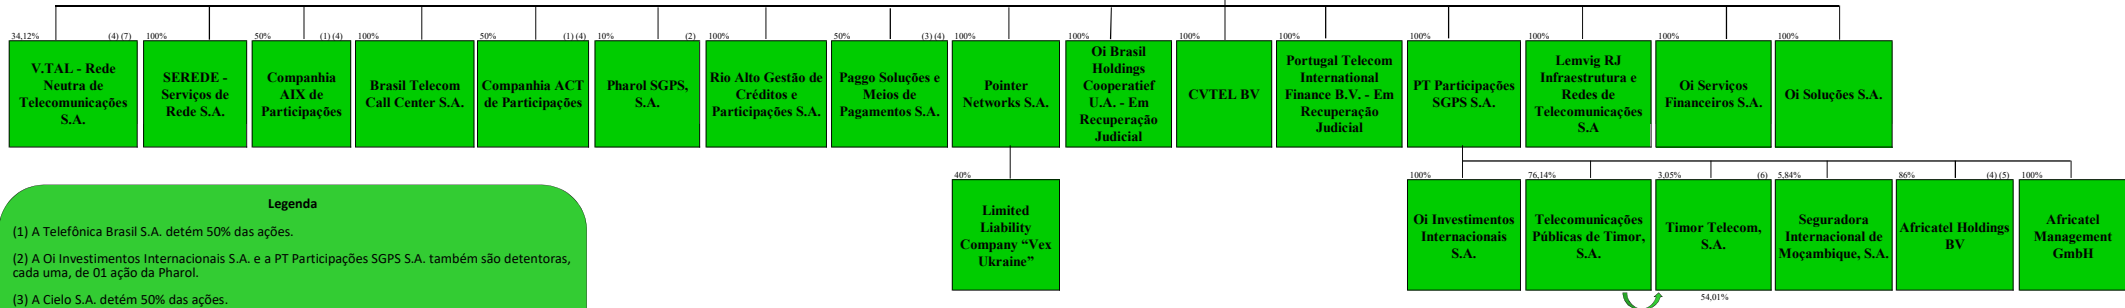 34,12%
(4) (7)
V.TAL - Rede
Neutra de
Telecomunicações
S.A.
100%
SEREDE -
Serviços de
Rede S.A.
50%
(1) (4)
Companhia
AIX de
Participações
100%
Brasil Telecom
Call Center S.A.
50%
(1) (4)
Companhia ACT
de Participações
10%
(2)
Pharol SGPS,
S.A.
100%
Rio Alto Gestão de
Créditos e
Participações S.A.
50%
(3) (4)
Paggo Soluções e
Meios de
Pagamentos S.A.
100%
Pointer
Networks S.A.
100%
Oi Brasil
Holdings
Cooperatief
U.A. - Em
Recuperação
Judicial
100%
CVTEL BV
100%
Portugal Telecom
International
Finance B.V. - Em
Recuperação
Judicial
100%
PT Participações
SGPS S.A.
100%
Lemvig RJ
Infraestrutura e
Redes de
Telecomunicações
S.A
100%
Oi Serviços
Financeiros S.A.
100%
Oi Soluções S.A.
40%
Limited
Liability
Company “Vex
Ukraine”
100%
Oi Investimentos
Internacionais
S.A.
76,14%
Telecomunicações
Públicas de Timor,
S.A.
3,05%
(6)
Timor Telecom,
S.A.
54,01%
5,84%
Seguradora
Internacional de
Moçambique, S.A.
86%
(4) (5)
Africatel Holdings
BV
100%
Africatel
Management
GmbH
Legenda
(1) A Telefônica Brasil S.A. detém 50% das ações.
(2) A Oi Investimentos Internacionais S.A. e a PT Participações SGPS S.A. também são detentoras,
cada uma, de 01 ação da Pharol.
(3) A Cielo S.A. detém 50% das ações.